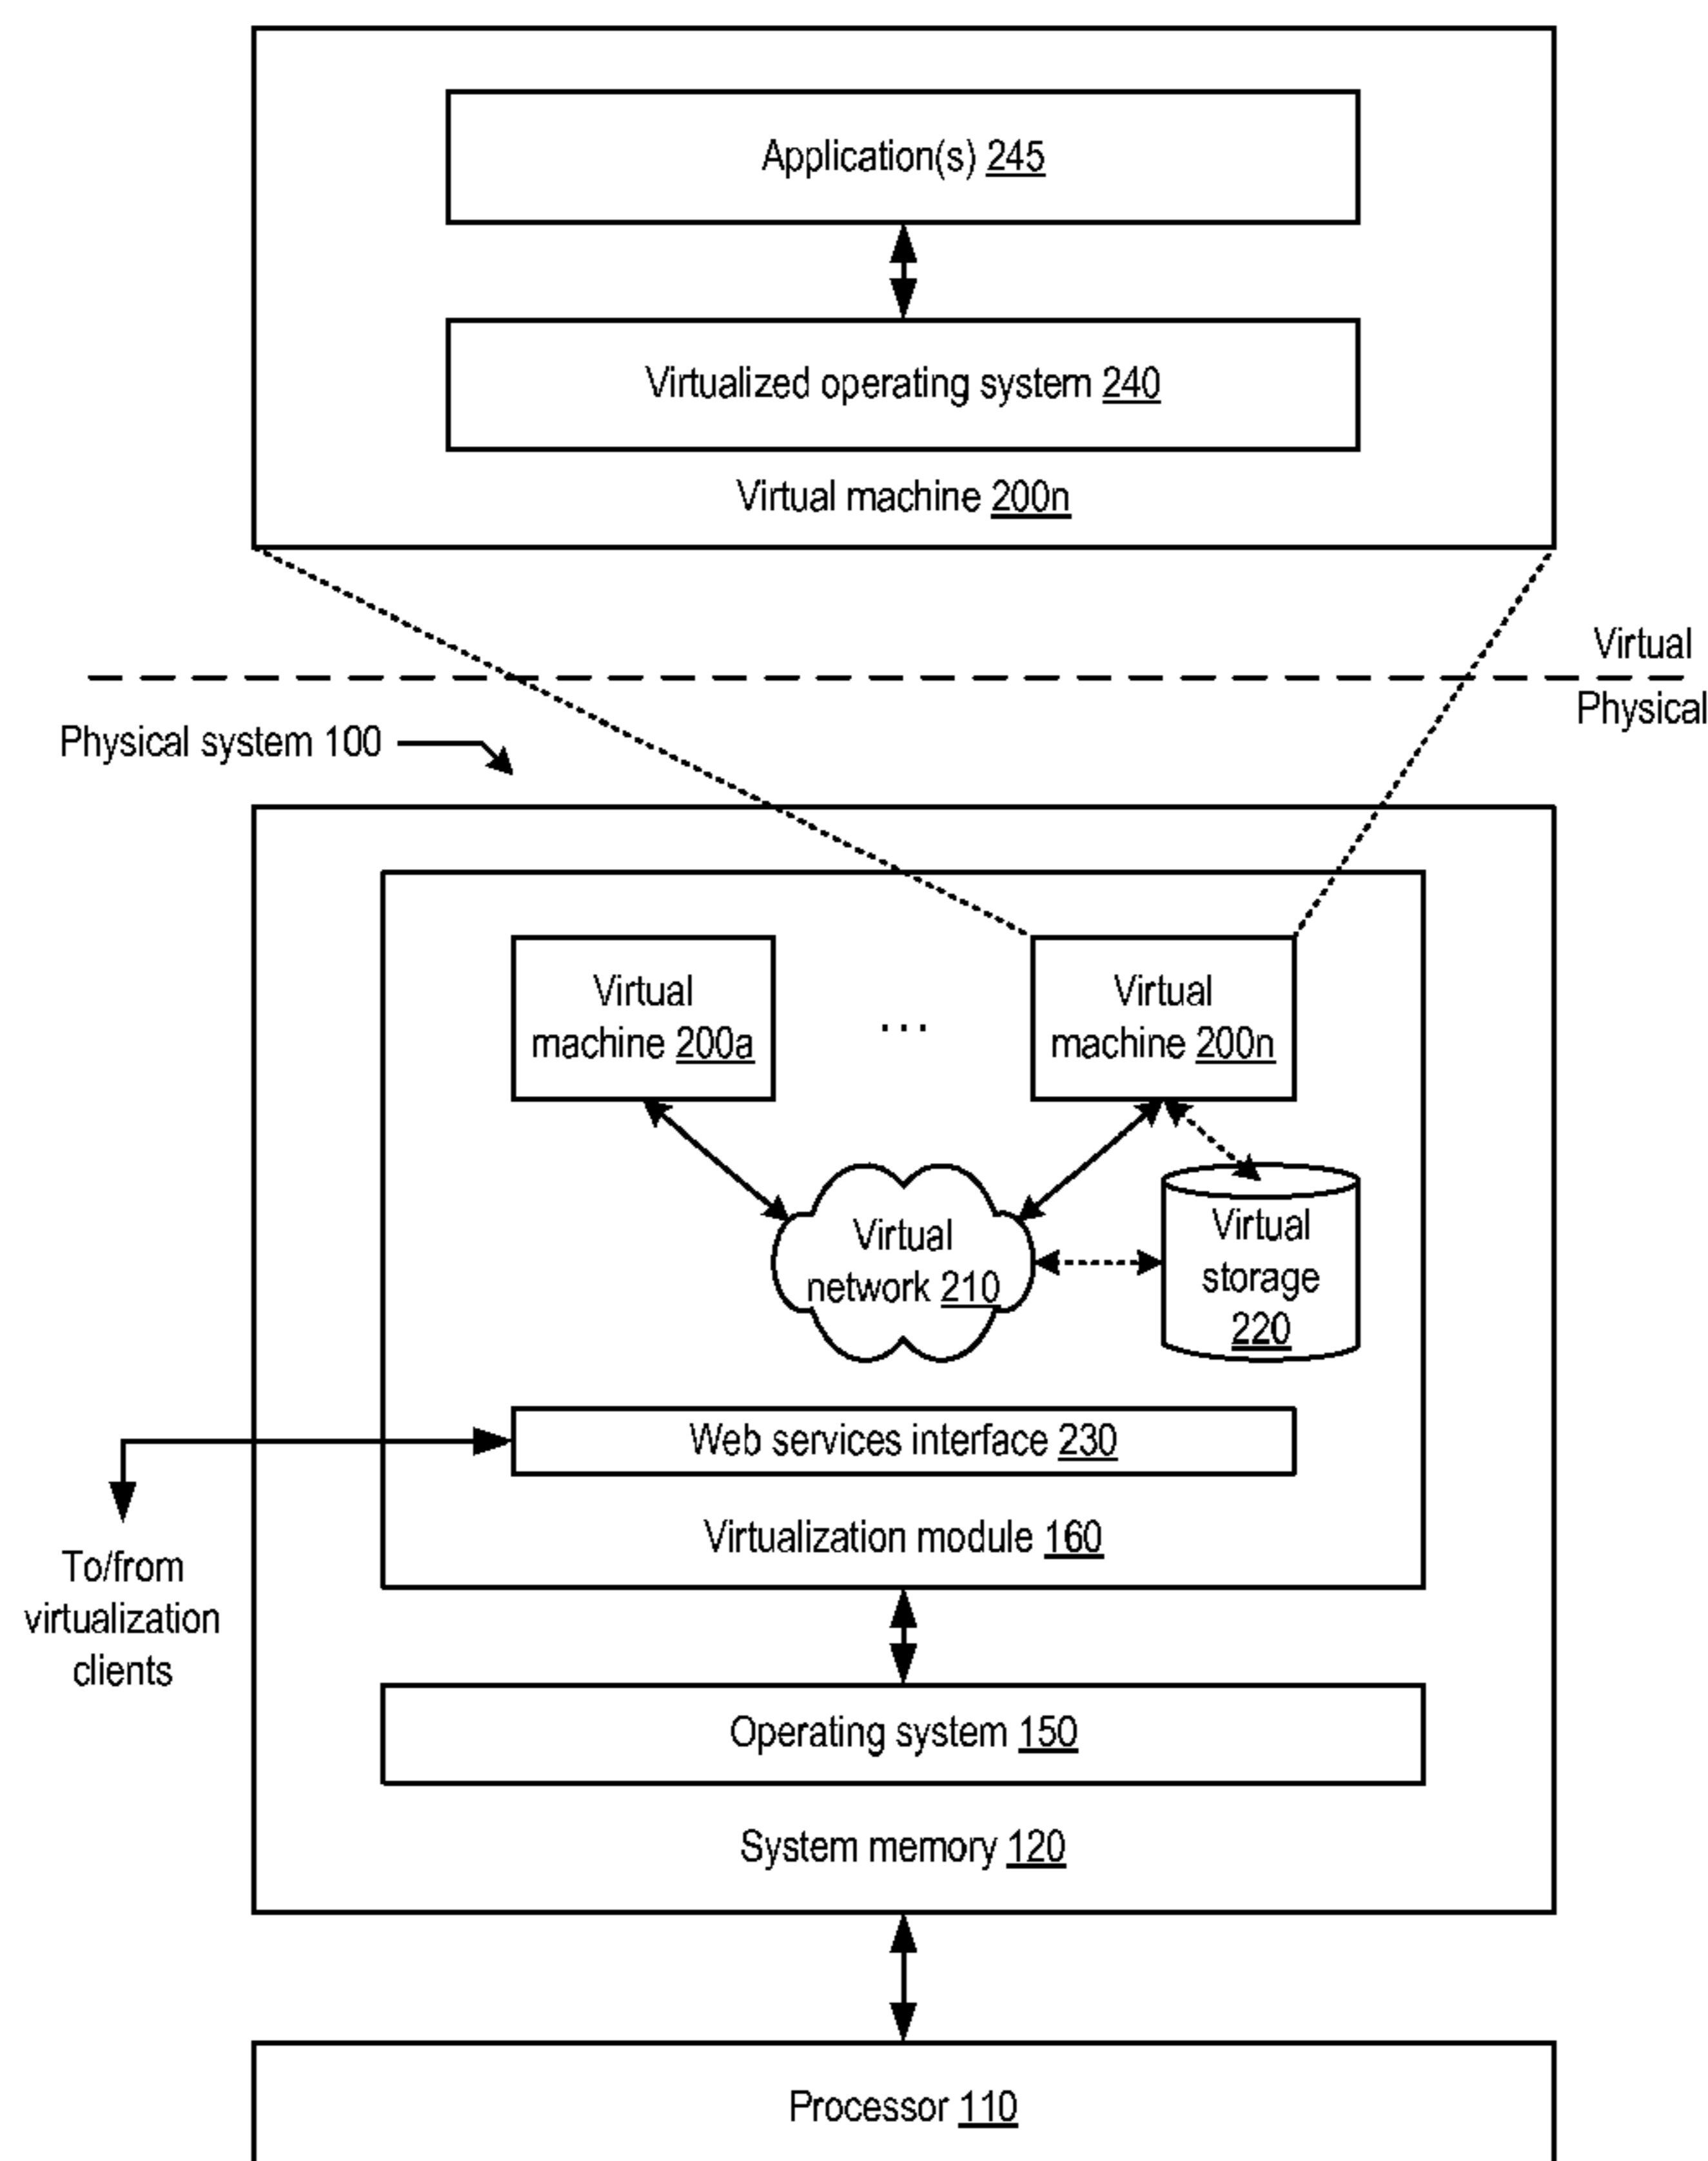 Application(s) 245
Virtualized operating system 240
Virtual machine 200n
Virtual
Physical
Physical system 100
Virtual
machine 200a
...
Virtual
machine 200n
Virtual
network 210
Virtual
storage
220
Web services interface 230
Virtualization module 160
To/from
virtualization
clients
Operating system 150
System memory 120
Processor 110